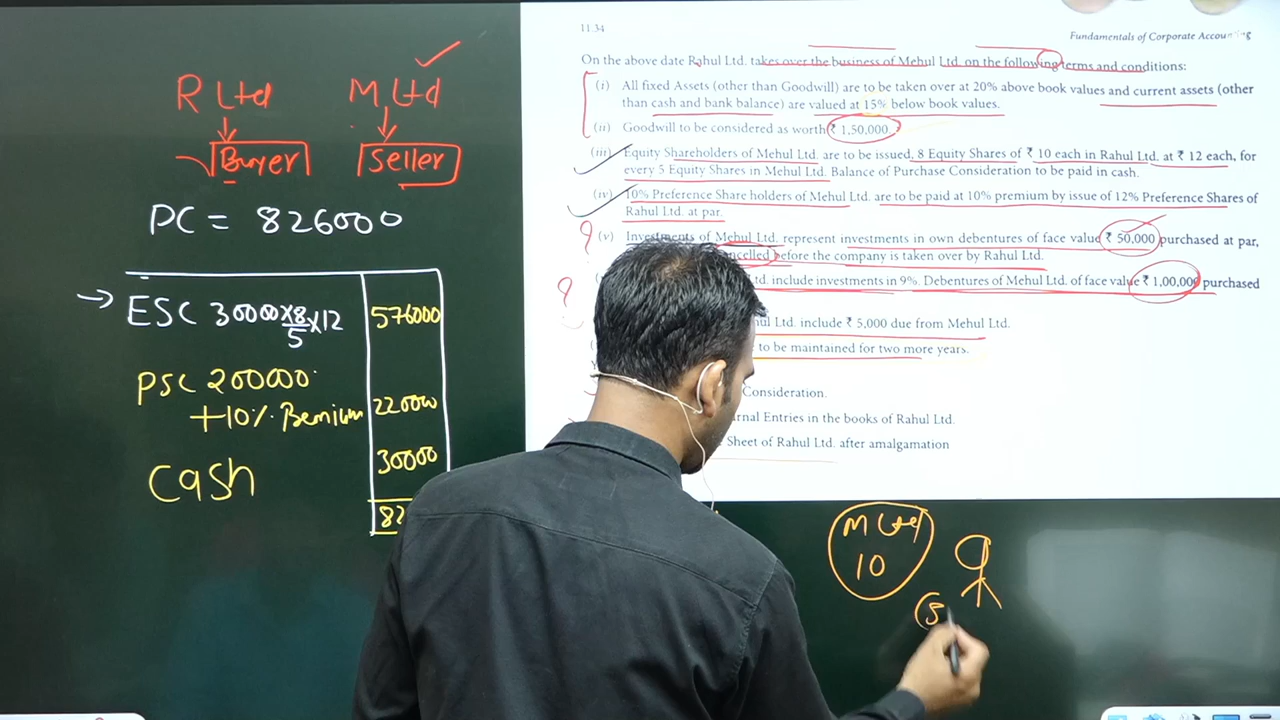 R Ltd
M Ltd
Buyer
Seller
PC = 826000
ESC 30000×8/5×12 576000
PSC 200000
+10% Premium 220000
Cash 30000
82
11.34
Fundamentals of Corporate Accou
On the above date Rahul Ltd. takes over the business of Mehul Ltd. on the following terms and conditions:
(i) All fixed Assets (other than Goodwill) are to be taken over at 20% above book values and current assets (other
than cash and bank balance) are valued at 15% below book values.
(ii) Goodwill to be considered as worth ₹ 1,50,000.
(iii) Equity Shareholders of Mehul Ltd. are to be issued, 8 Equity Shares of ₹ 10 each in Rahul Ltd. at ₹ 12 each, for
every 5 Equity Shares in Mehul Ltd. Balance of Purchase Consideration to be paid in cash.
(iv) 10% Preference Share holders of Mehul Ltd. are to be paid at 10% premium by issue of 12% Preference Shares of
Rahul Ltd. at par.
(v) Investments of Mehul Ltd. represent investments in own debentures of face value ₹ 50,000 purchased at par,
ncelled before the company is taken over by Rahul Ltd.
td. include investments in 9%. Debentures of Mehul Ltd. of face value ₹ 1,00,000 purchased
ul Ltd. include ₹ 5,000 due from Mehul Ltd.
to be maintained for two more years.
Consideration.
rnal Entries in the books of Rahul Ltd.
Sheet of Rahul Ltd. after amalgamation
M Ltd
10